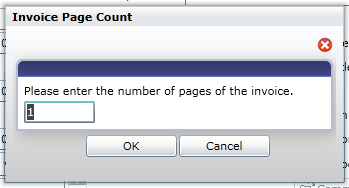 Invoice Page Count
Please enter the number of pages of the invoice.
1
OK
Cancel